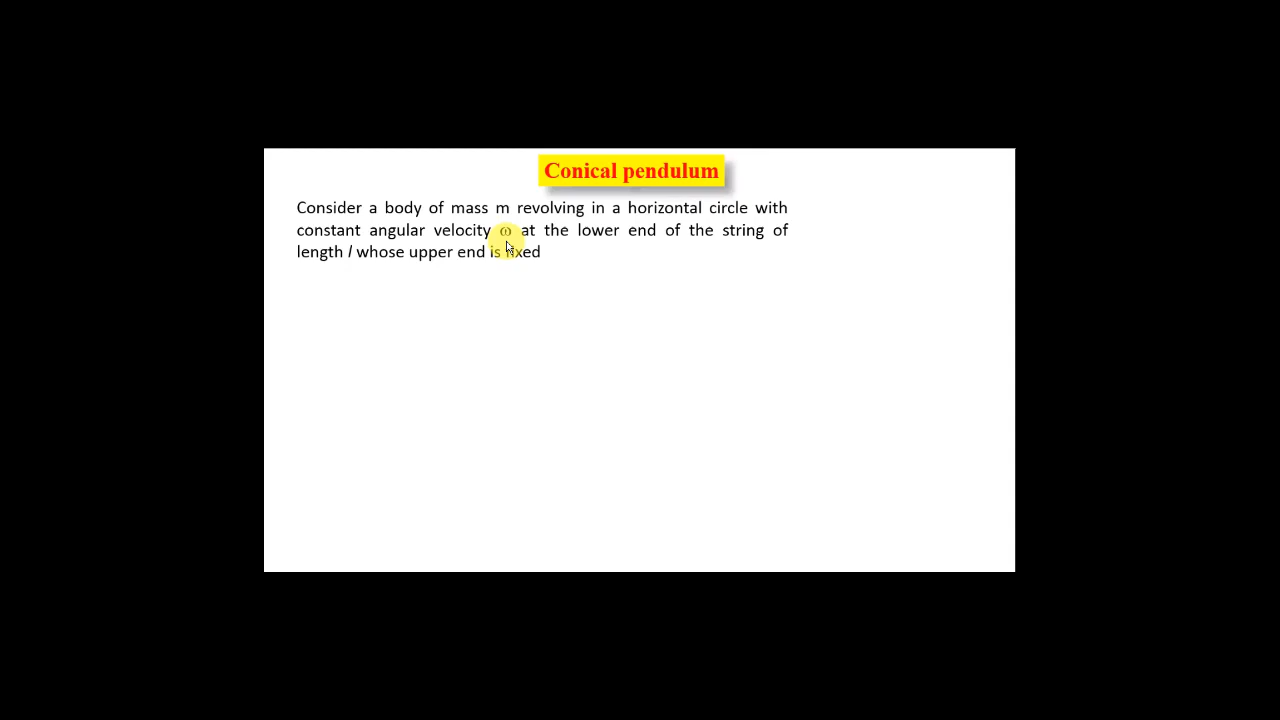 Conical pendulum
Consider a body of mass m revolving in a horizontal circle with
constant angular velocity ω at the lower end of the string of
length l whose upper end is fixed